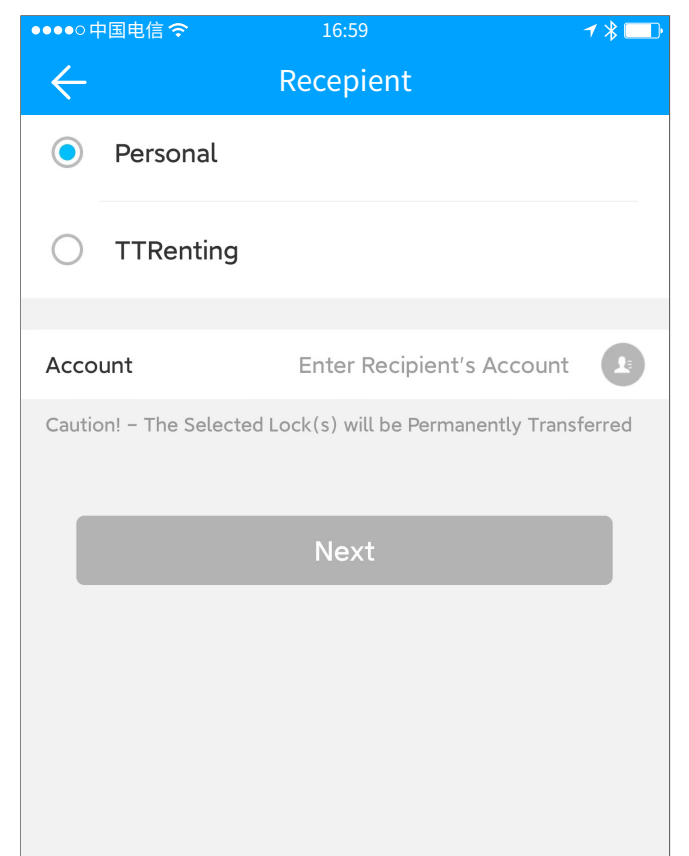 中国电信 16:59
Recepient
Personal
TTRenting
Account Enter Recipient's Account
Caution! – The Selected Lock(s) will be Permanently Transferred
Next